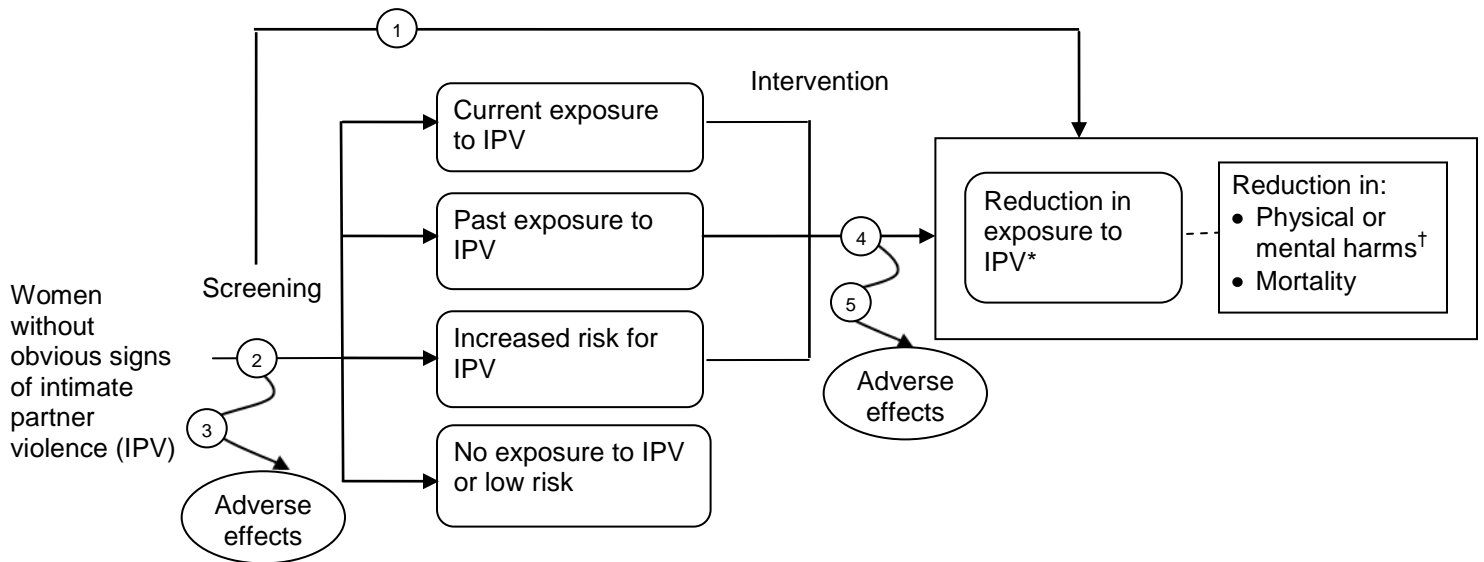 1
Intervention
Current exposure
to IPV
Past exposure to
IPV
Increased risk for
IPV
No exposure to IPV
or low risk
Screening
Women
without
obvious signs
of intimate
partner
violence (IPV)
2
3
Adverse
effects
4
5
Adverse
effects
Reduction in
exposure to
IPV*
Reduction in:
• Physical or
mental harms†
• Mortality